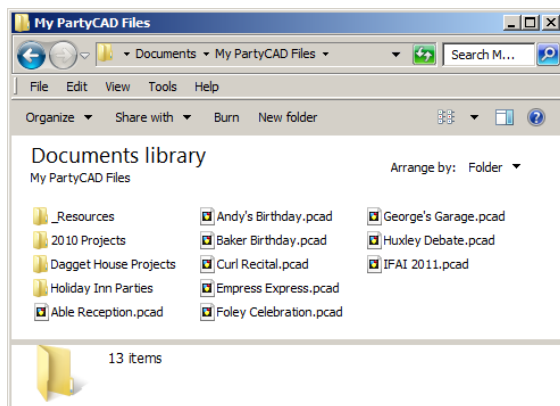 My PartyCAD Files
Documents My PartyCAD Files Search M...
File Edit View Tools Help
Organize Share with Burn New folder
Documents library
My PartyCAD Files
Arrange by: Folder
_Resources Andy's Birthday.pcad George's Garage.pcad
2010 Projects Baker Birthday.pcad Huxley Debate.pcad
Dagget House Projects Curl Recital.pcad IFAI 2011.pcad
Holiday Inn Parties Empress Express.pcad
Able Reception.pcad Foley Celebration.pcad
13 items